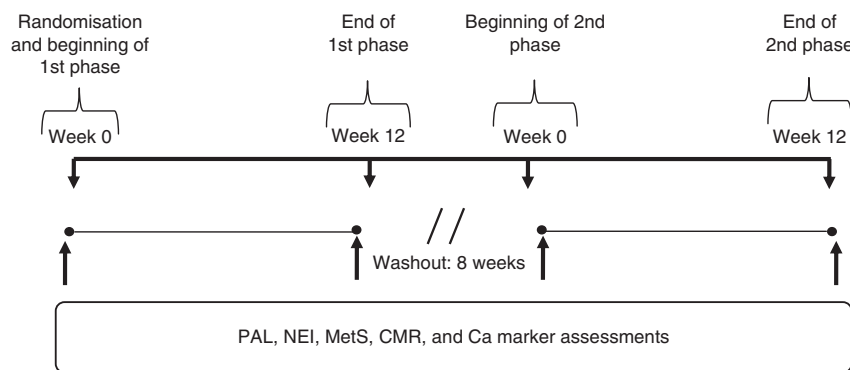 Randomisation
and beginning of
1st phase
End of
1st phase
Beginning of 2nd
phase
End of
2nd phase
Week 0
Week 12
Week 0
Week 12
Washout: 8 weeks
PAL, NEI, MetS, CMR, and Ca marker assessments